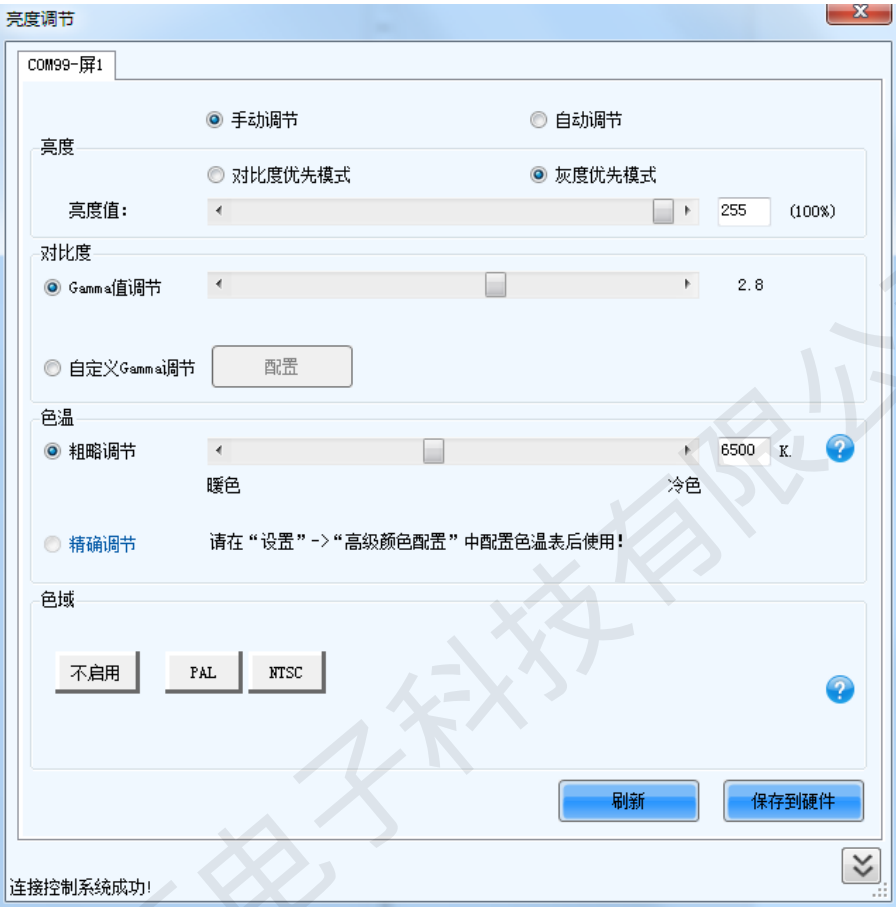 亮度调节
COM99-屏1
手动调节 自动调节
亮度
对比度优先模式 灰度优先模式
亮度值: 255 (100%)
对比度
Gamma值调节 2.8
自定义Gamma调节 配置
色温
粗略调节 6500 K.
暖色 冷色
精确调节 请在“设置”->“高级颜色配置”中配置色温表后使用!
色域
不启用 PAL NTSC
刷新 保存到硬件
连接控制系统成功!
电子科技有限公